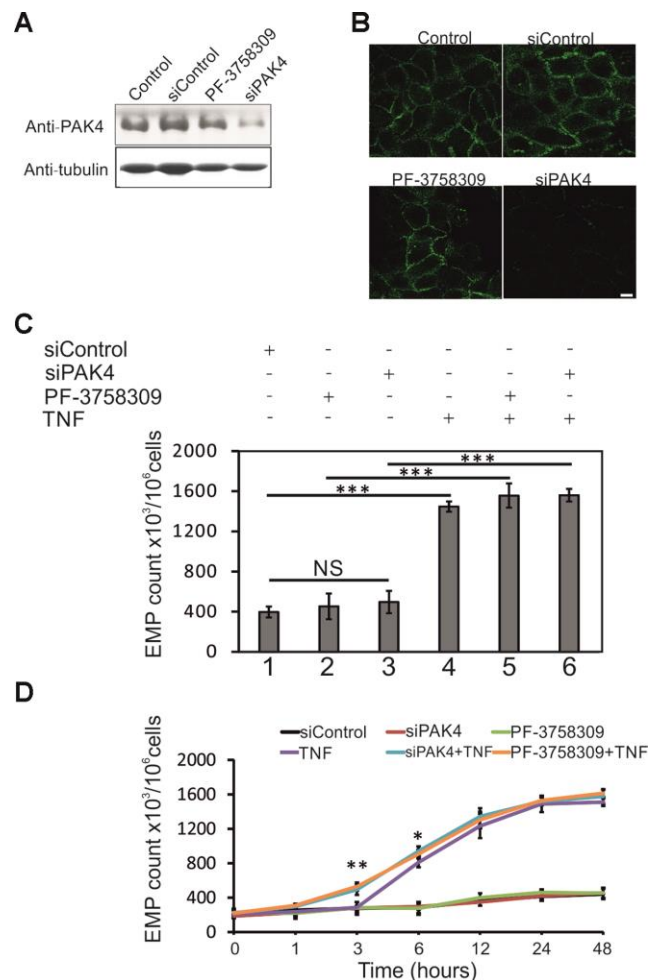 A
Control
siControl
PF-3758309
siPAK4
Anti-PAK4
Anti-tubulin
B
Control
siControl
PF-3758309
siPAK4
C
siControl + - - - - -
siPAK4 - - + - - +
PF-3758309 - + - - + -
TNF - - - + + +
EMP count x10³/10⁶cells
2000
1600
1200
800
400
0
***
***
***
NS
1 2 3 4 5 6
D
siControl siPAK4 PF-3758309
TNF siPAK4+TNF PF-3758309+TNF
EMP count x10³/10⁶cells
2000
1600
1200
800
400
0
**
*
0 1 3 6 12 24 48
Time (hours)